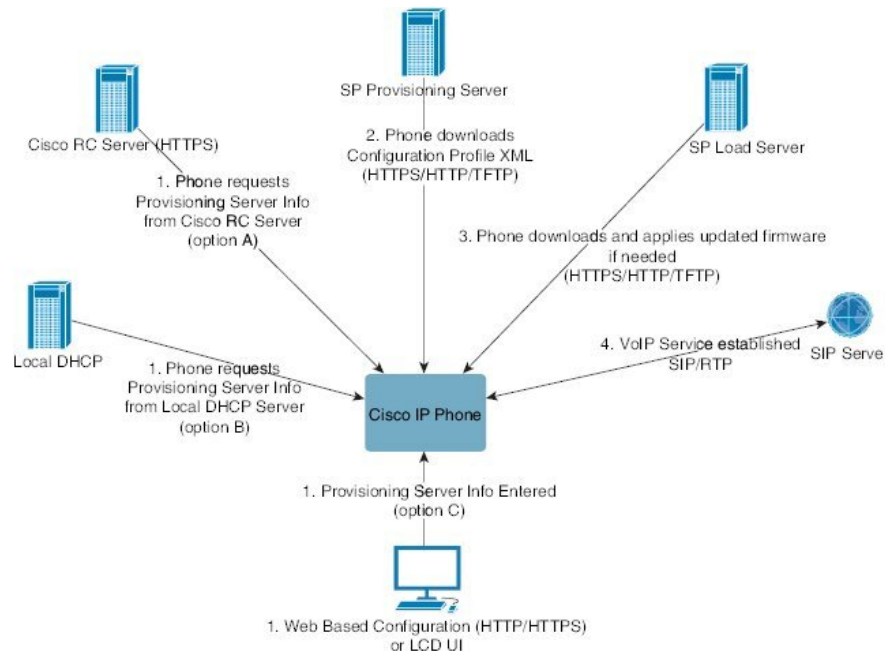 SP Provisioning Server
Cisco RC Server (HTTPS)
SP Load Server
2. Phone downloads
Configuration Profile XML
(HTTPS/HTTP/TFTP)
1. Phone requests
Provisioning Server Info
from Cisco RC Server
(option A)
3. Phone downloads and applies updated firmware
if needed
(HTTPS/HTTP/TFTP)
Local DHCP
1. Phone requests
Provisioning Server Info
from Local DHCP Server
(option B)
4. VoIP Service established
SIP/RTP
SIP Serve
Cisco IP Phone
1. Provisioning Server Info Entered
(option C)
1. Web Based Configuration (HTTP/HTTPS)
or LCD UI